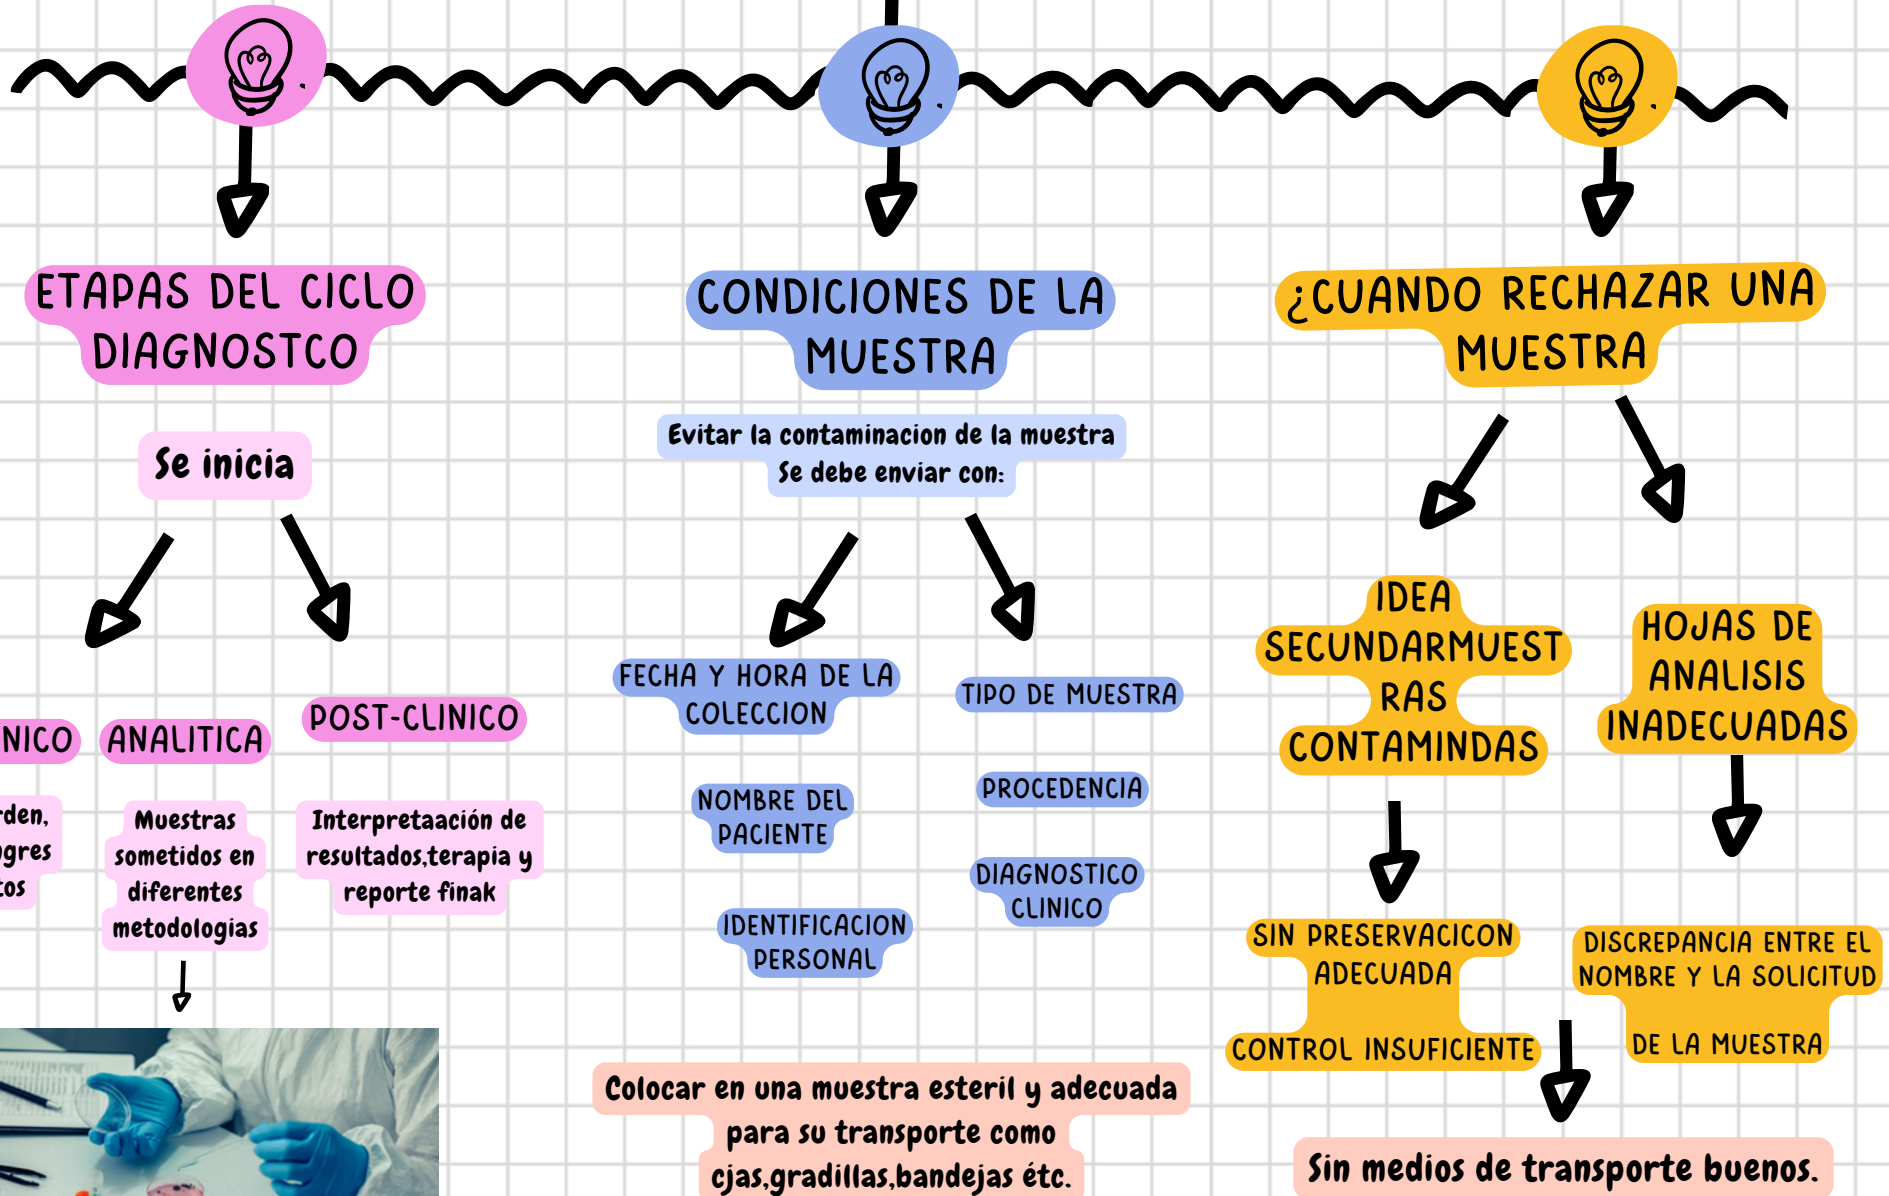 ETAPAS DEL CICLO
DIAGNOSTCO
Se inicia
NICO
rden,
gres
tos
ANALITICA
Muestras
sometidos en
diferentes
metodologias
POST-CLINICO
Interpretaación de
resultados,terapia y
reporte finak
CONDICIONES DE LA
MUESTRA
Evitar la contaminacion de la muestra
Se debe enviar con:
FECHA Y HORA DE LA
COLECCION
NOMBRE DEL
PACIENTE
IDENTIFICACION
PERSONAL
TIPO DE MUESTRA
PROCEDENCIA
DIAGNOSTICO
CLINICO
Colocar en una muestra esteril y adecuada
para su transporte como
cjas,gradillas,bandejas étc.
¿CUANDO RECHAZAR UNA
MUESTRA
IDEA
SECUNDARMUEST
RAS
CONTAMINDAS
SIN PRESERVACICON
ADECUADA
CONTROL INSUFICIENTE
HOJAS DE
ANALISIS
INADECUADAS
DISCREPANCIA ENTRE EL
NOMBRE Y LA SOLICITUD
DE LA MUESTRA
Sin medios de transporte buenos.